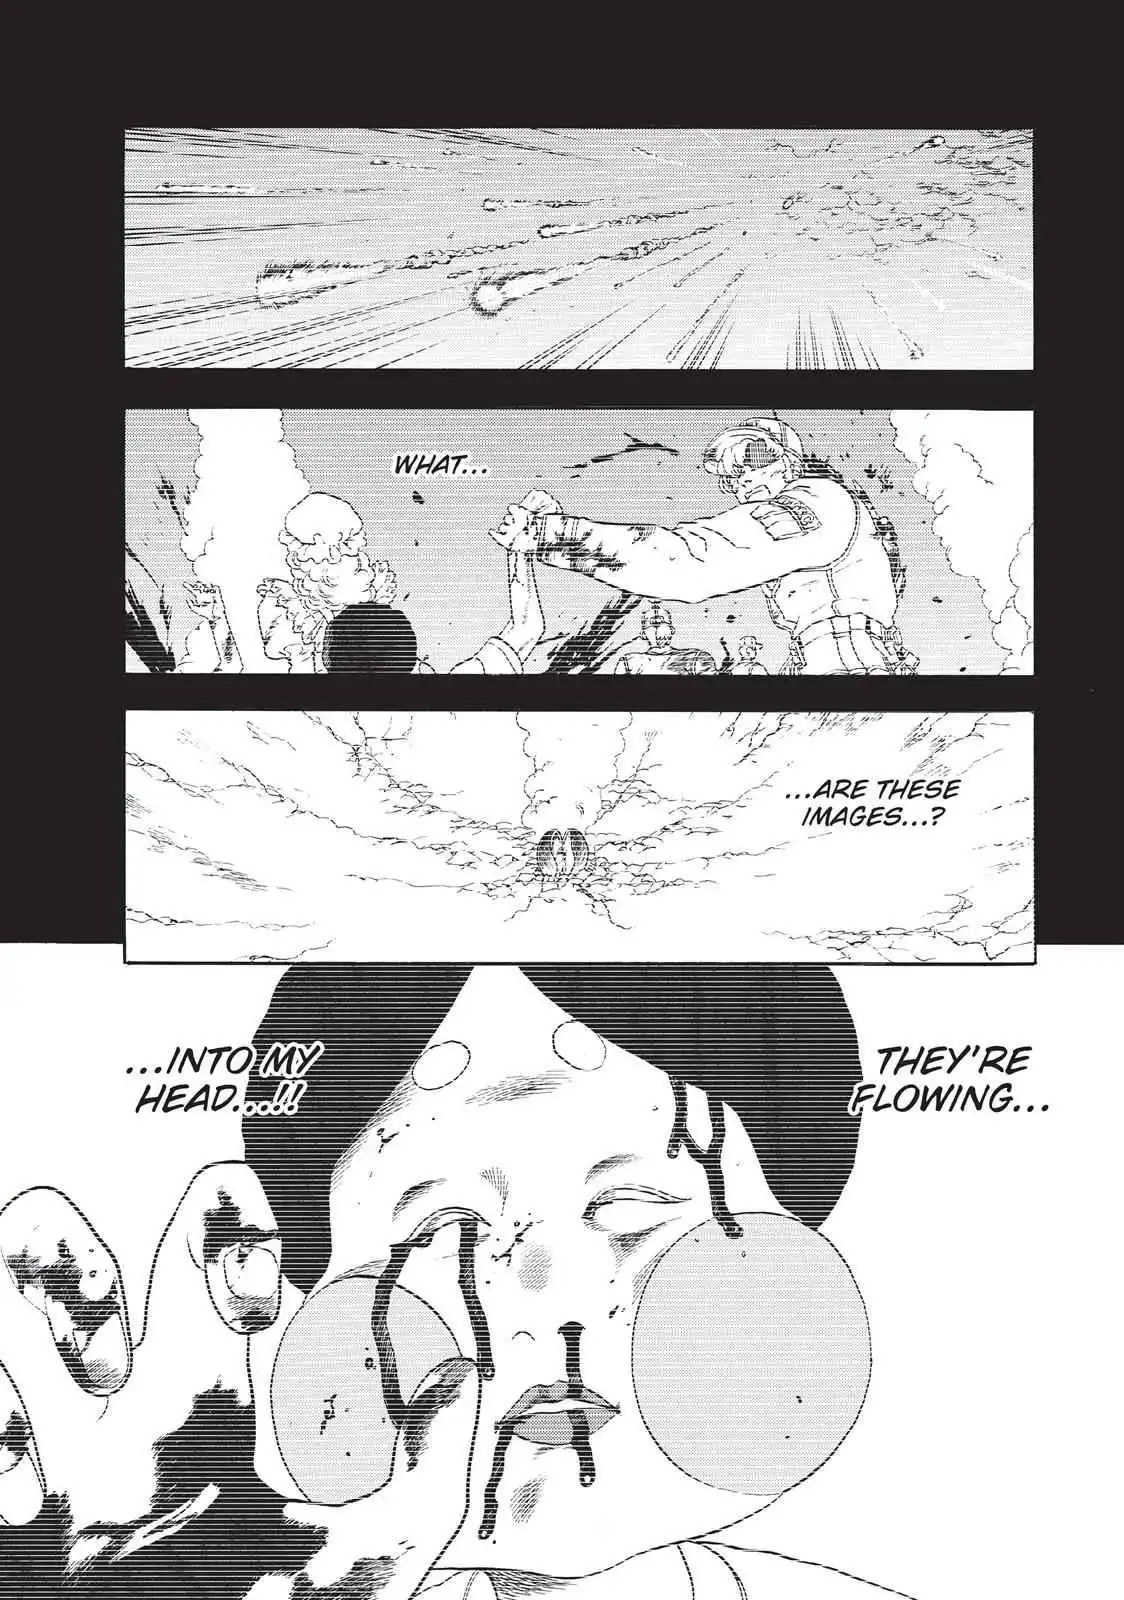 WHAT...
...ARE THESE
IMAGES...?
THEY'RE
FLOWING...
...INTO MY
HEAD...!!